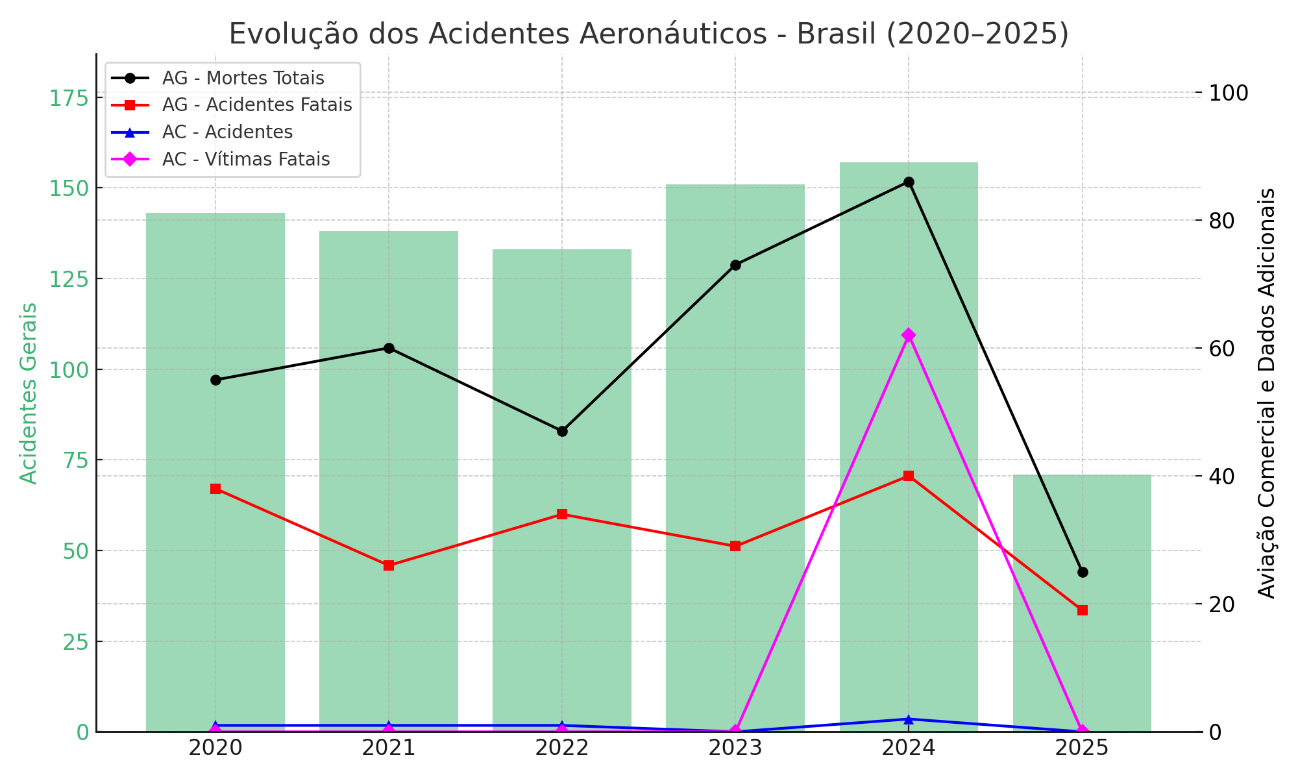 Evolução dos Acidentes Aeronáuticos - Brasil (2020–2025)
AG - Mortes Totais
AG - Acidentes Fatais
AC - Acidentes
AC - Vítimas Fatais
Acidentes Gerais
175
150
125
100
75
50
25
0
100
80
60
40
20
0
Aviação Comercial e Dados Adicionais
2020 2021 2022 2023 2024 2025